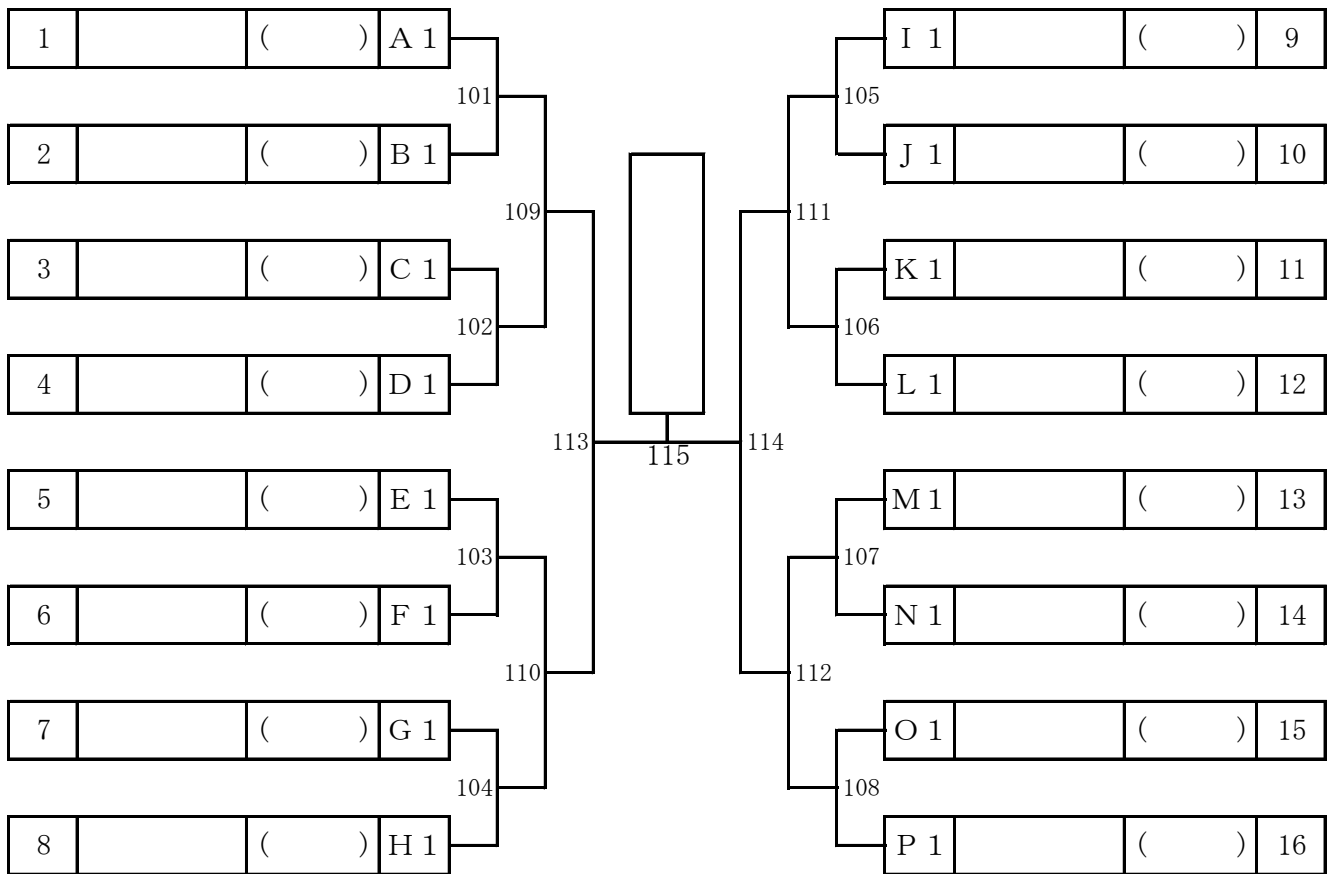 1 ( ) A 1
101
2 ( ) B 1
109
3 ( ) C 1
102
4 ( ) D 1
113
5 ( ) E 1
103
6 ( ) F 1
110
7 ( ) G 1
104
8 ( ) H 1
115
I 1 ( ) 9
105
J 1 ( ) 10
111
K 1 ( ) 11
106
L 1 ( ) 12
114
M 1 ( ) 13
107
N 1 ( ) 14
112
O 1 ( ) 15
108
P 1 ( ) 16